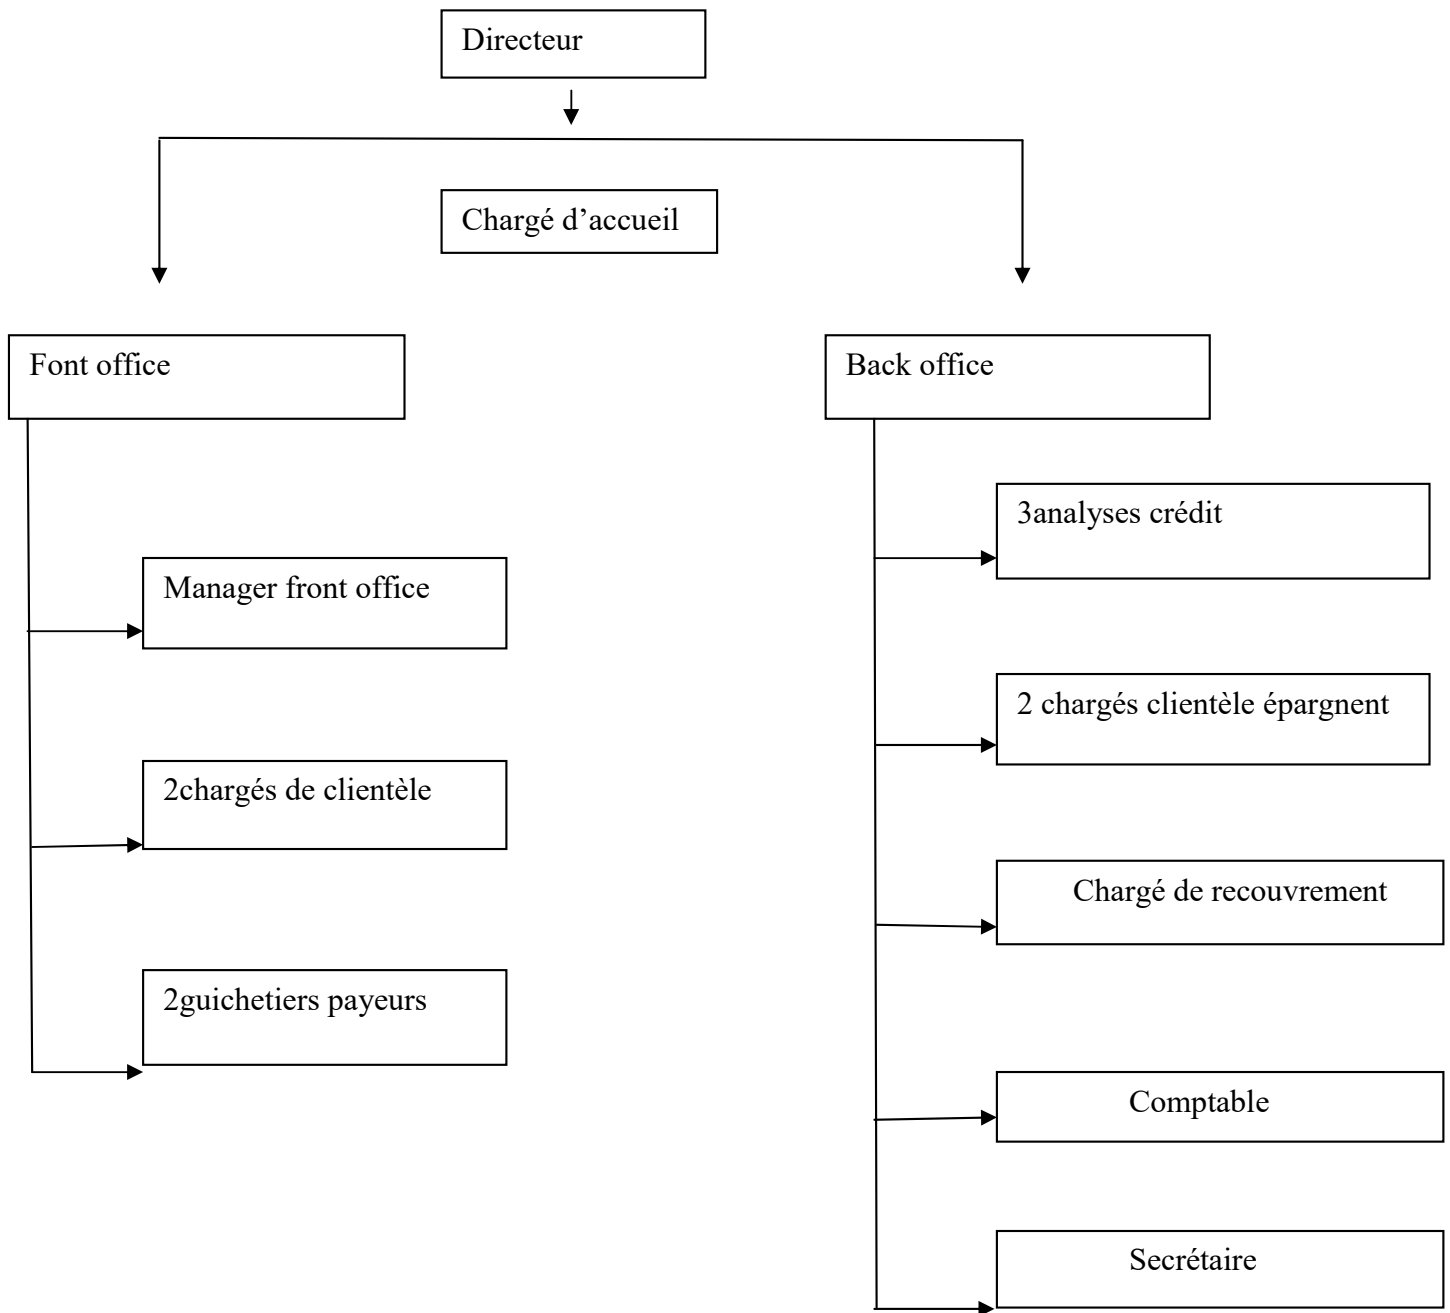 Directeur
Chargé d’accueil
Font office
Back office
3analyses crédit
Manager front office
2 chargés clientèle épargnent
2chargés de clientèle
Chargé de recouvrement
2guichetiers payeurs
Comptable
Secrétaire